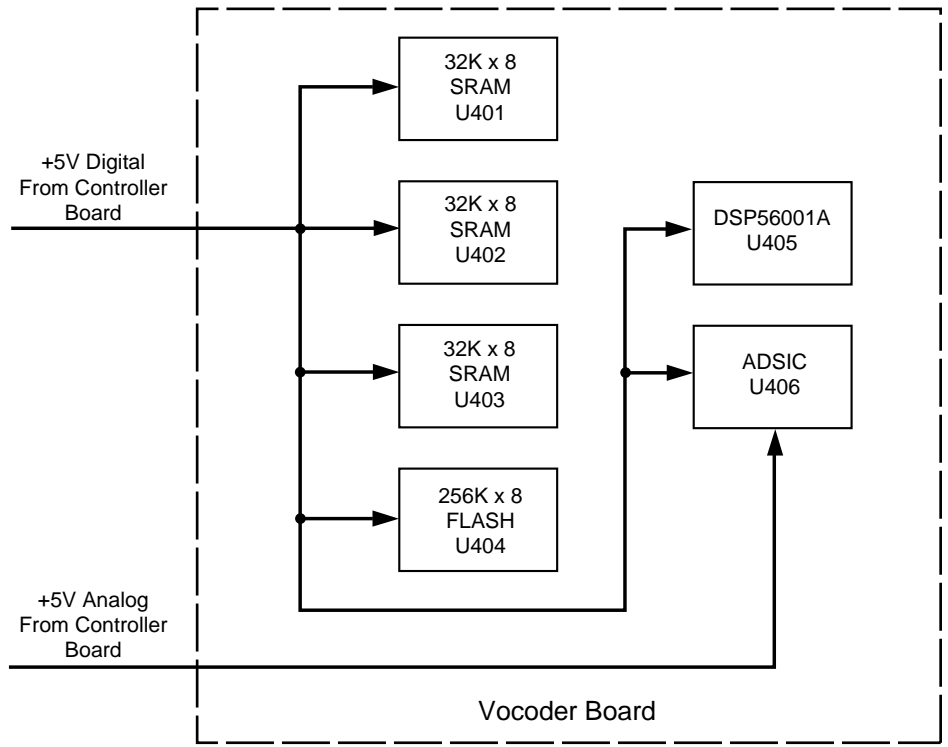 32K x 8
SRAM
U401
+5V Digital
From Controller
Board
32K x 8
SRAM
U402
DSP56001A
U405
32K x 8
SRAM
U403
ADSIC
U406
256K x 8
FLASH
U404
+5V Analog
From Controller
Board
Vocoder Board